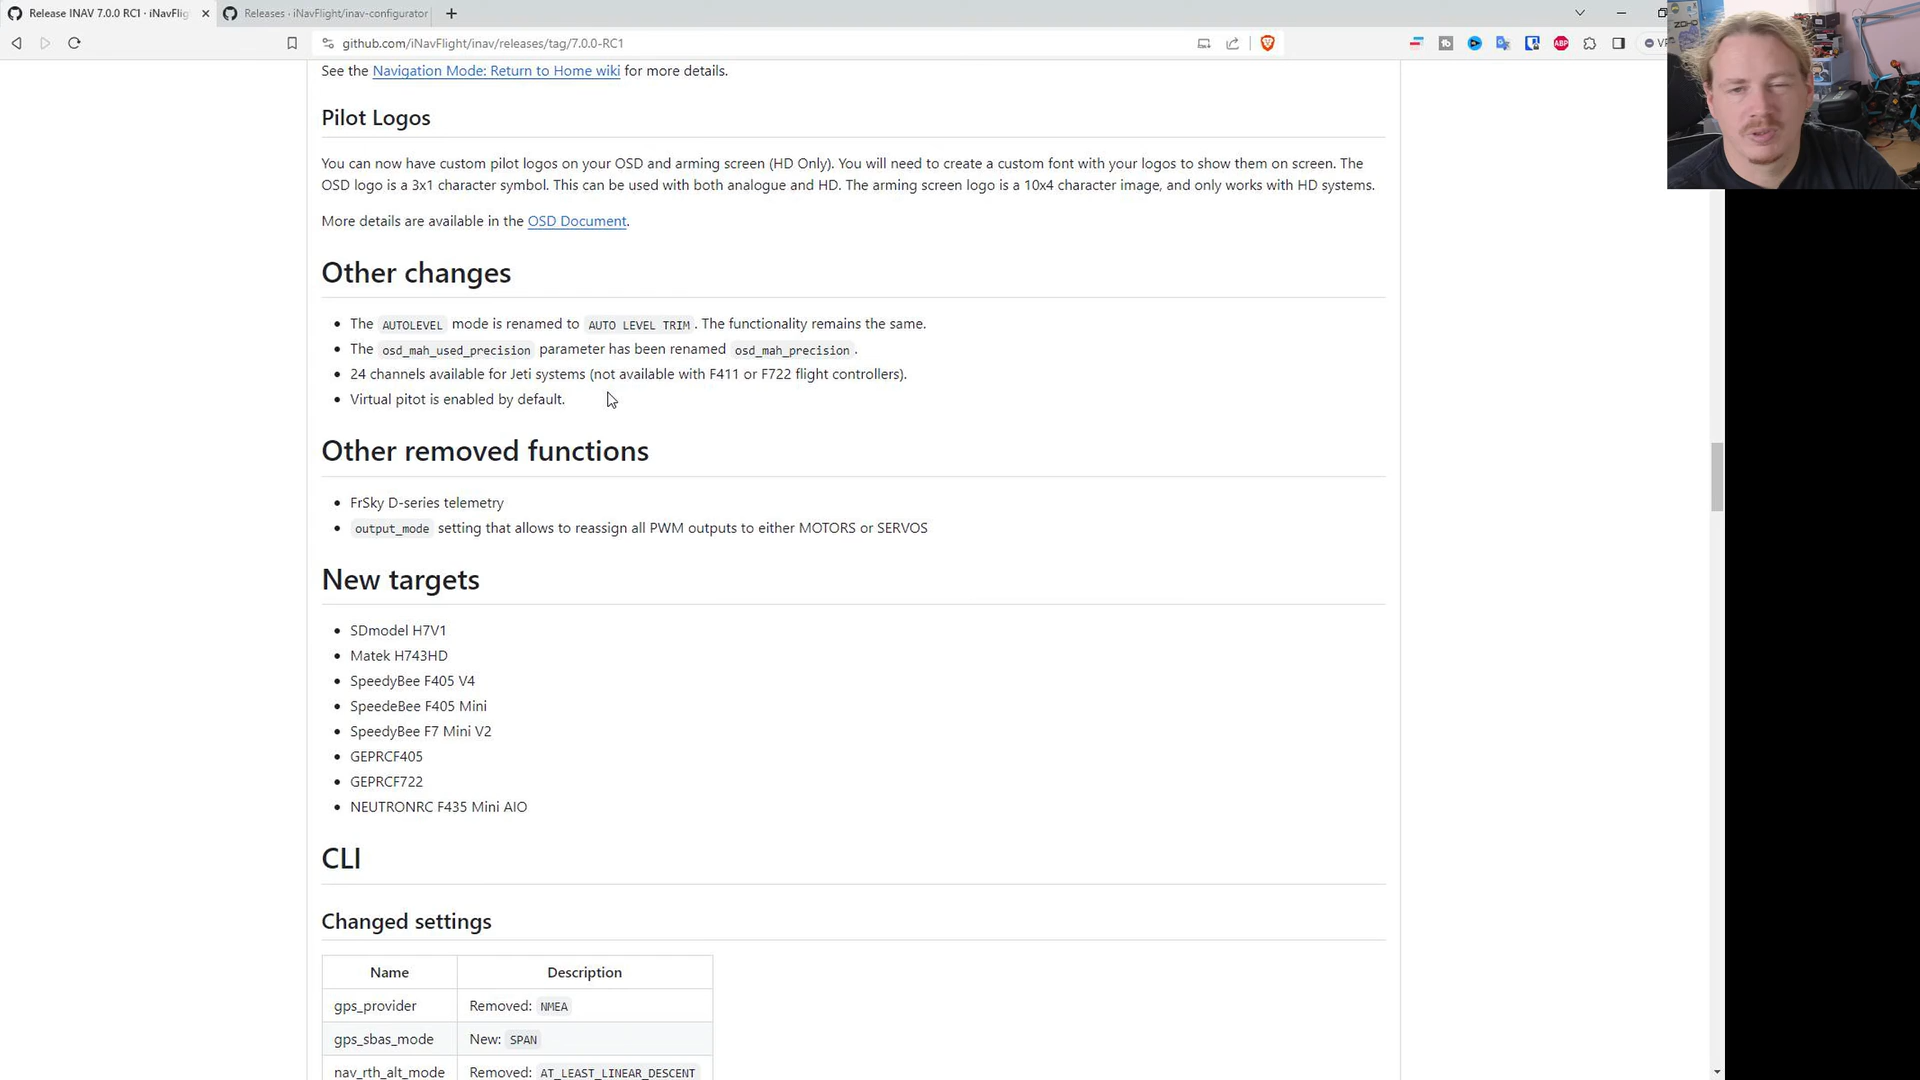 Release INAV 7.0.0 RC1 · iNavFlig
Releases · iNavFlight/inav-configurator
github.com/iNavFlight/inav/releases/tag/7.0.0-RC1
ABP
See the Navigation Mode: Return to Home wiki for more details.
Pilot Logos
You can now have custom pilot logos on your OSD and arming screen (HD Only). You will need to create a custom font with your logos to show them on screen. The
OSD logo is a 3x1 character symbol. This can be used with both analogue and HD. The arming screen logo is a 10x4 character image, and only works with HD systems.
More details are available in the OSD Document.
Other changes
• The AUTOLEVEL mode is renamed to AUTO LEVEL TRIM. The functionality remains the same.
• The osd_mah_used_precision parameter has been renamed osd_mah_precision.
• 24 channels available for Jeti systems (not available with F411 or F722 flight controllers).
• Virtual pitot is enabled by default.
Other removed functions
• FrSky D-series telemetry
• output_mode setting that allows to reassign all PWM outputs to either MOTORS or SERVOS
New targets
• SDmodel H7V1
• Matek H743HD
• SpeedyBee F405 V4
• SpeedeBee F405 Mini
• SpeedyBee F7 Mini V2
• GEPRCF405
• GEPRCF722
• NEUTRONRC F435 Mini AIO
CLI
Changed settings
Name Description
gps_provider Removed: NMEA
gps_sbas_mode New: SPAN
nav_rth_alt_mode Removed: AT_LEAST_LINEAR_DESCENT